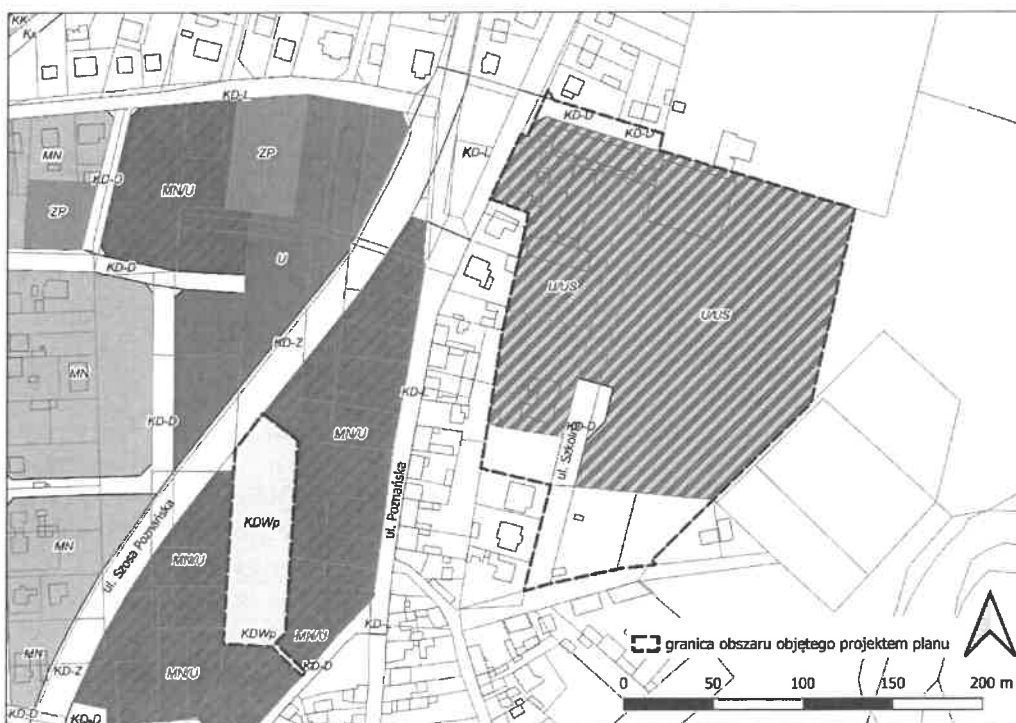 KK
Kx
KD-L
KD-D
KD-D
MN
ZP
KD-L
KD-D
MN/U
ZP
U
KD-D
U/US
U/US
KD-Z
MN
KD-D
KD-L
MN/U
KD-D
ul. Szkolna
ul. Poznańska
KDWp
ul. Szosa Poznańska
MN
MN/U
KDWp
MN/U
KD-L
MN
KD-Z
MN/U
KD-D
KD-D
KD-D
granica obszaru objętego projektem planu
0 50 100 150 200 m